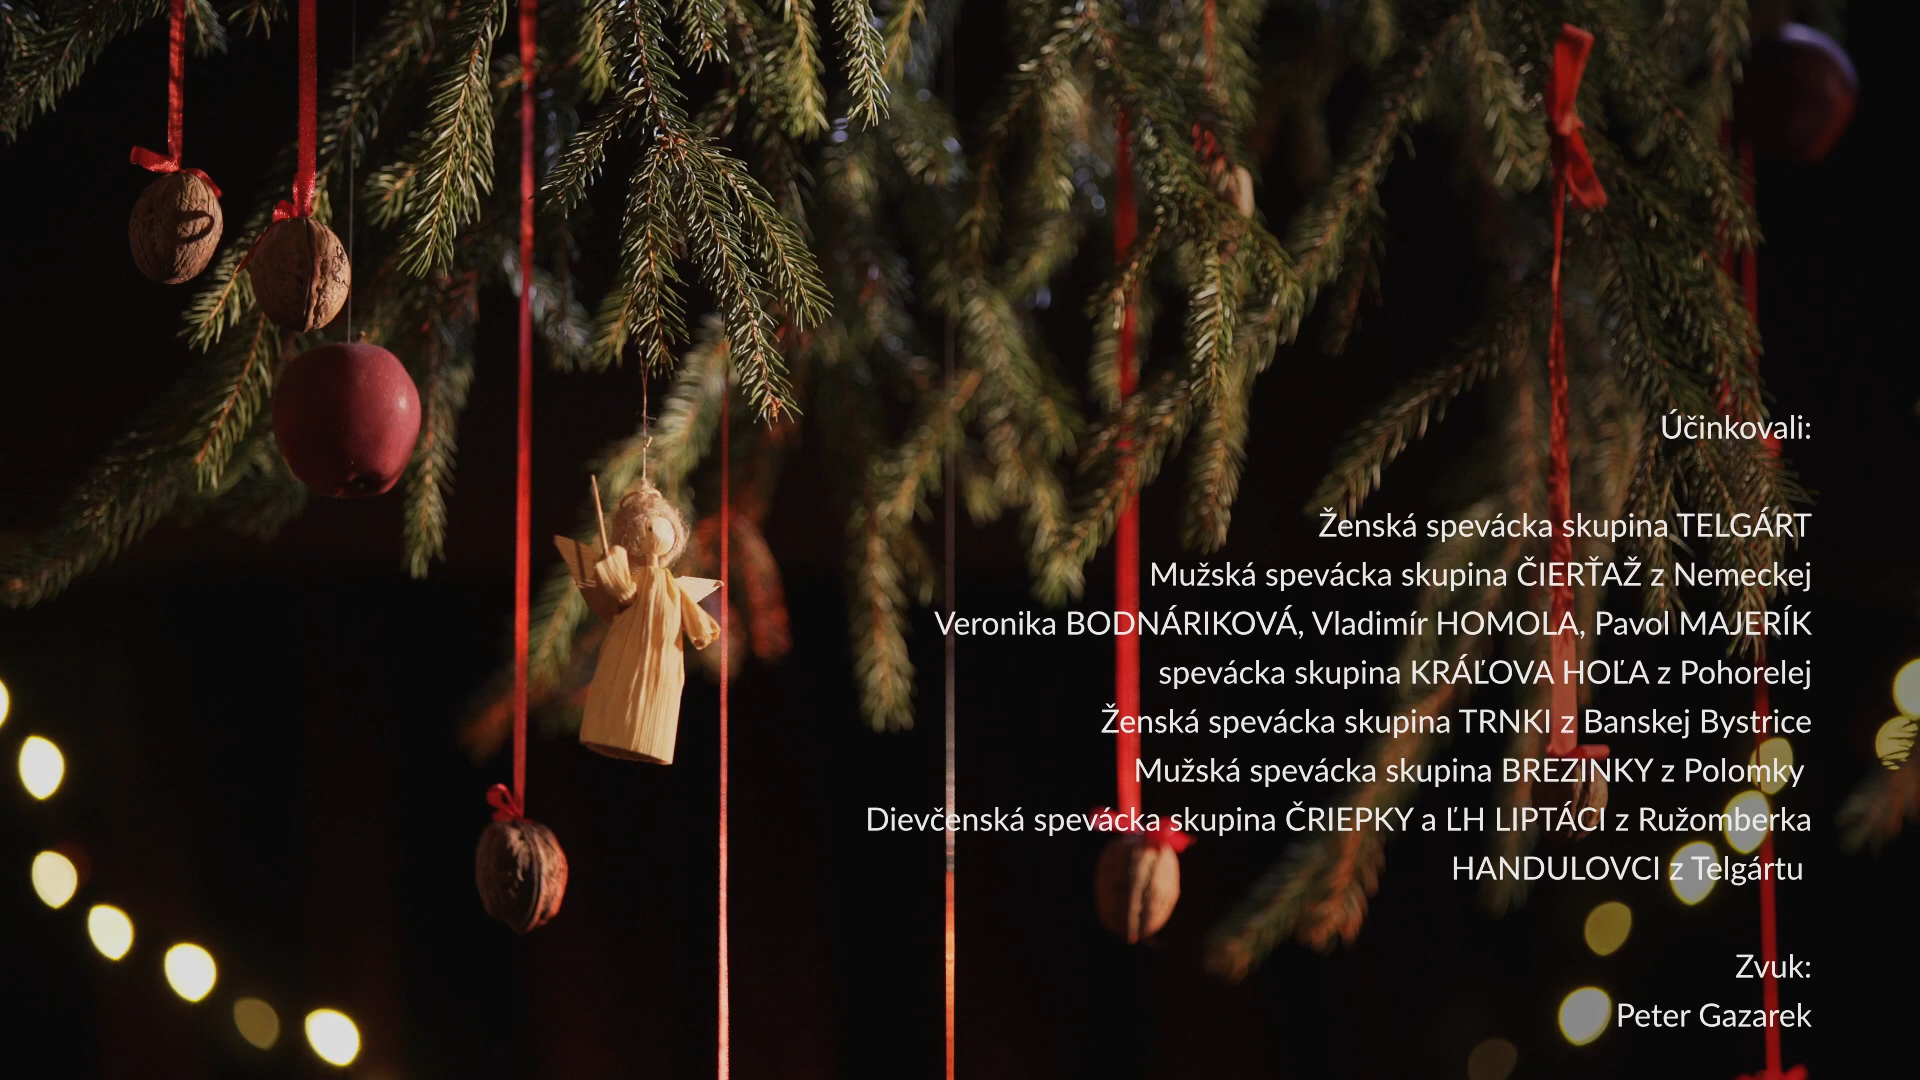 Účinkovali:
Ženská spevácka skupina TELGÁRT
Mužská spevácka skupina ČIERŤAŽ z Nemeckej
Veronika BODNÁRIKOVÁ, Vladimír HOMOLA, Pavol MAJERÍK
spevácka skupina KRÁĽOVA HOĽA z Pohorelej
Ženská spevácka skupina TRNKI z Banskej Bystrice
Mužská spevácka skupina BREZINKY z Polomky
Dievčenská spevácka skupina ČRIEPKY a ĽH LIPTÁCI z Ružomberka
HANDULOVCI z Telgártu
Zvuk:
Peter Gazarek